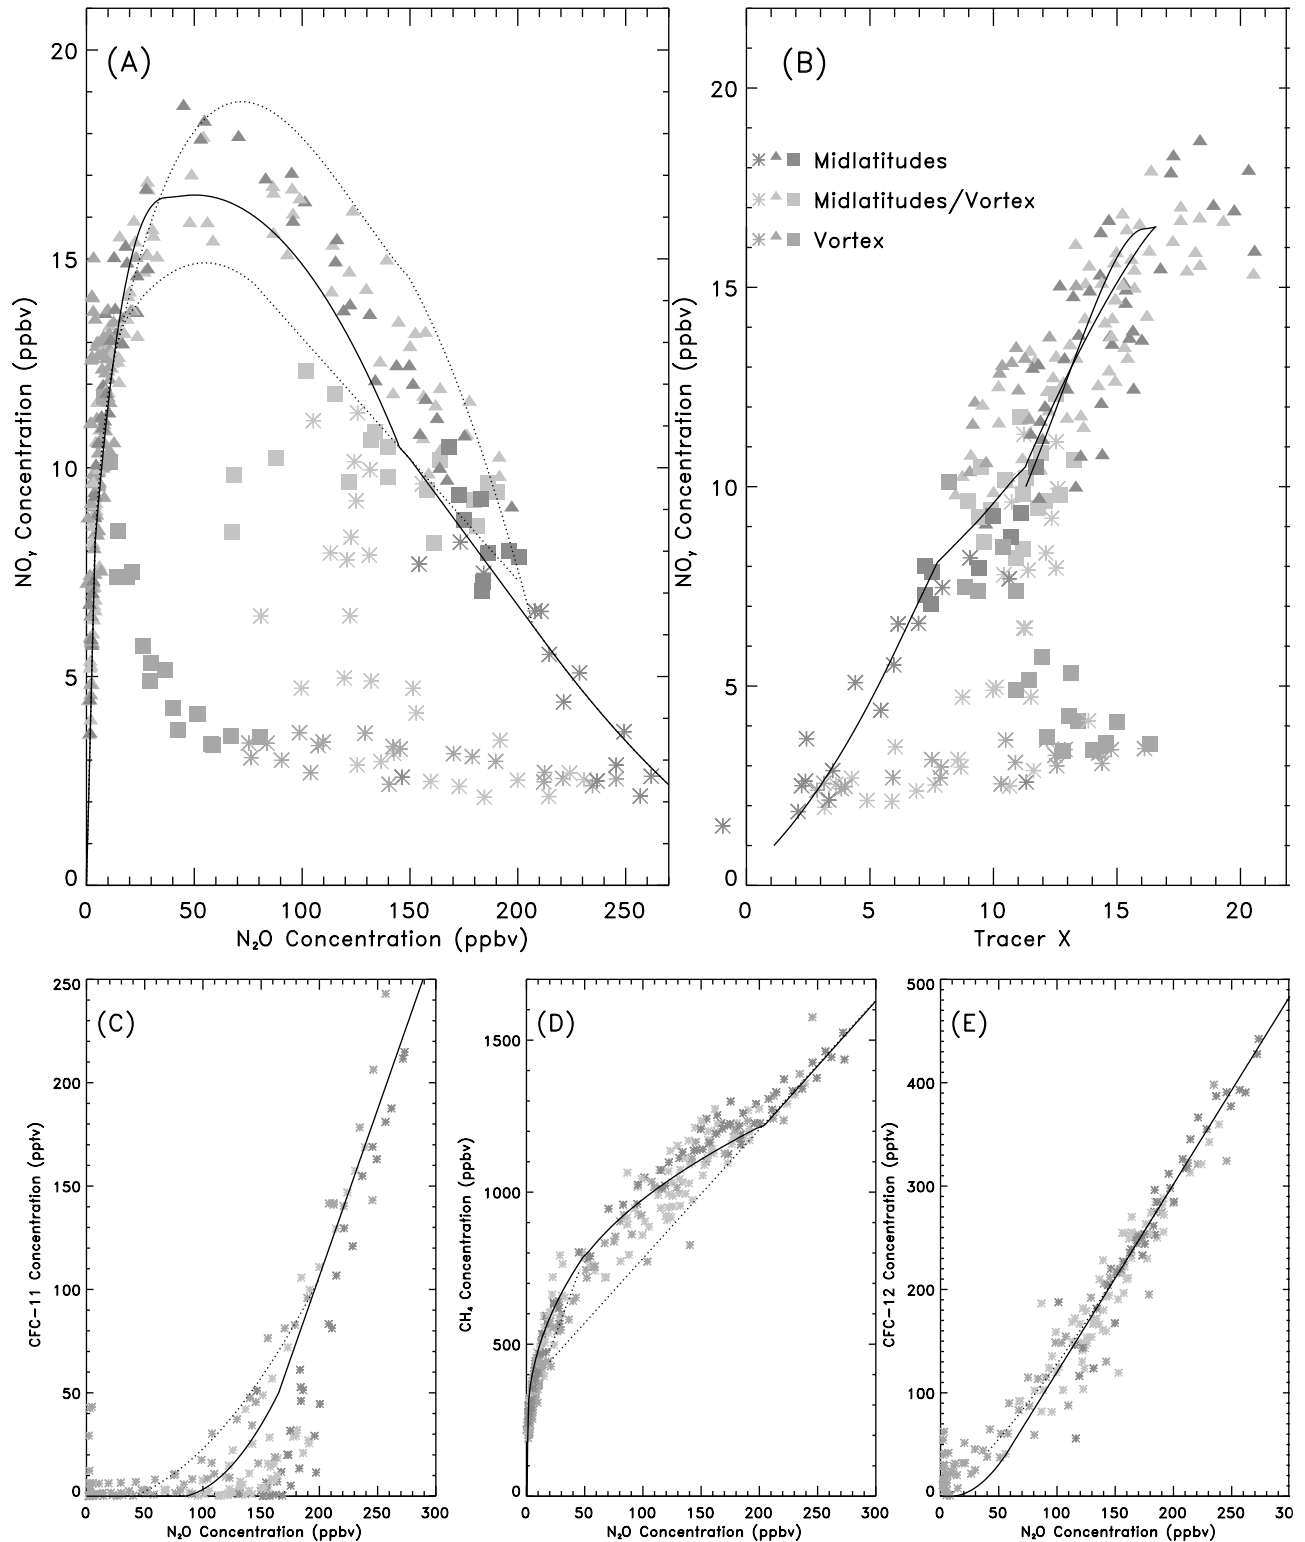 (A)
20
15
10
5
0
NOy Concentration (ppbv)
0 50 100 150 200 250
N₂O Concentration (ppbv)
(B)
Midlatitudes
Midlatitudes/Vortex
Vortex
20
15
10
5
0
NOy Concentration (ppbv)
0 5 10 15 20
Tracer X
(C)
250
200
150
100
50
0
CFC-11 Concentration (pptv)
0 50 100 150 200 250 300
N₂O Concentration (ppbv)
(D)
1500
1000
500
0
CH₄ Concentration (ppbv)
0 50 100 150 200 250 300
N₂O Concentration (ppbv)
(E)
500
400
300
200
100
0
CFC-12 Concentration (pptv)
0 50 100 150 200 250 300
N₂O Concentration (ppbv)